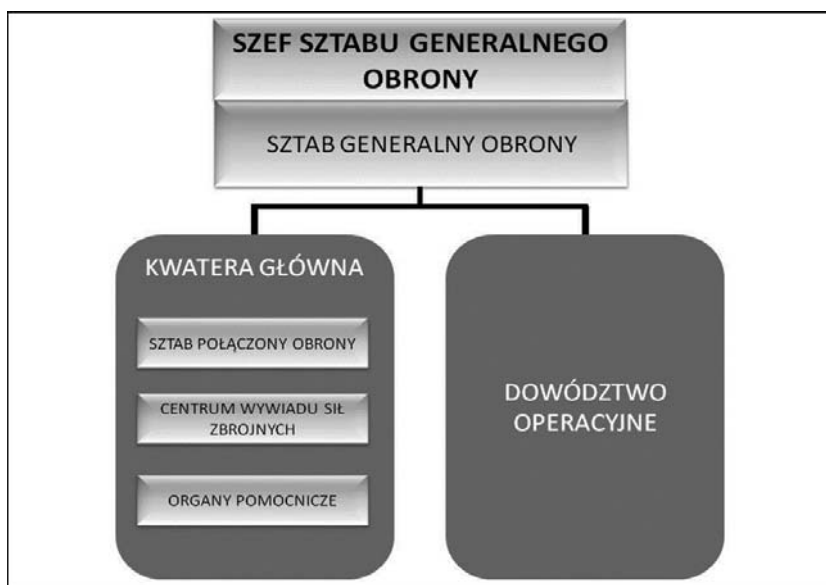 SZEF SZTABU GENERALNEGO
OBRONY
SZTAB GENERALNY OBRONY
KWATERA GŁÓWNA
SZTAB POŁĄCZONY OBRONY
CENTRUM WYWIADU SIŁ
ZBROJNYCH
ORGANY POMOCNICZE
DOWÓDZTWO
OPERACYJNE